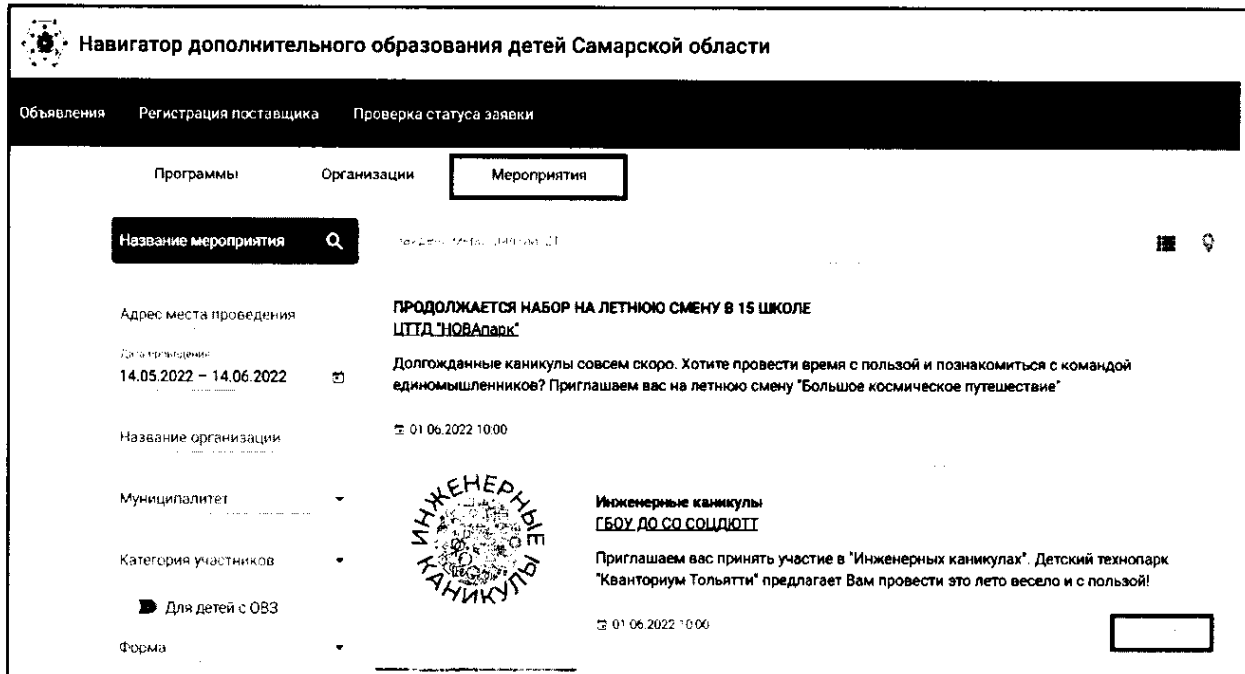 Навигатор дополнительного образования детей Самарской области
Объявления Регистрация поставщика Проверка статуса заявки
Программы Организации Мероприятия
Название мероприятия
Адрес места проведения
Дата проведения
14.05.2022 – 14.06.2022
Название организации
Муниципалитет
Категория участников
Для детей с ОВЗ
Форма
ПРОДОЛЖАЕТСЯ НАБОР НА ЛЕТНЮЮ СМЕНУ В 15 ШКОЛЕ
ЦТТД "НОВАпарк"
Долгожданные каникулы совсем скоро. Хотите провести время с пользой и познакомиться с командой
единомышленников? Приглашаем вас на летнюю смену "Большое космическое путешествие"
01.06.2022 10:00
ИНЖЕНЕРНЫЕ
КАНИКУЛЫ
Инженерные каникулы
ГБОУ ДО СО СОЦДЮТТ
Приглашаем вас принять участие в "Инженерных каникулах". Детский технопарк
"Кванториум Тольятти" предлагает Вам провести это лето весело и с пользой!
01.06.2022 10:00